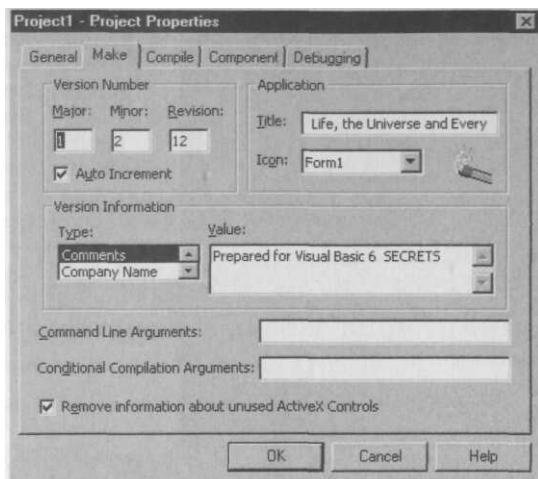 Project1 - Project Properties
General Make Compile Component Debugging
Version Number
Major: Minor: Revision:
1 2 12
Auto Increment
Application
Title: Life, the Universe and Every
Icon: Form1
Version Information
Type: Value:
Comments
Company Name
Prepared for Visual Basic 6 SECRETS
Command Line Arguments:
Conditional Compilation Arguments:
Remove information about unused ActiveX Controls
OK Cancel Help